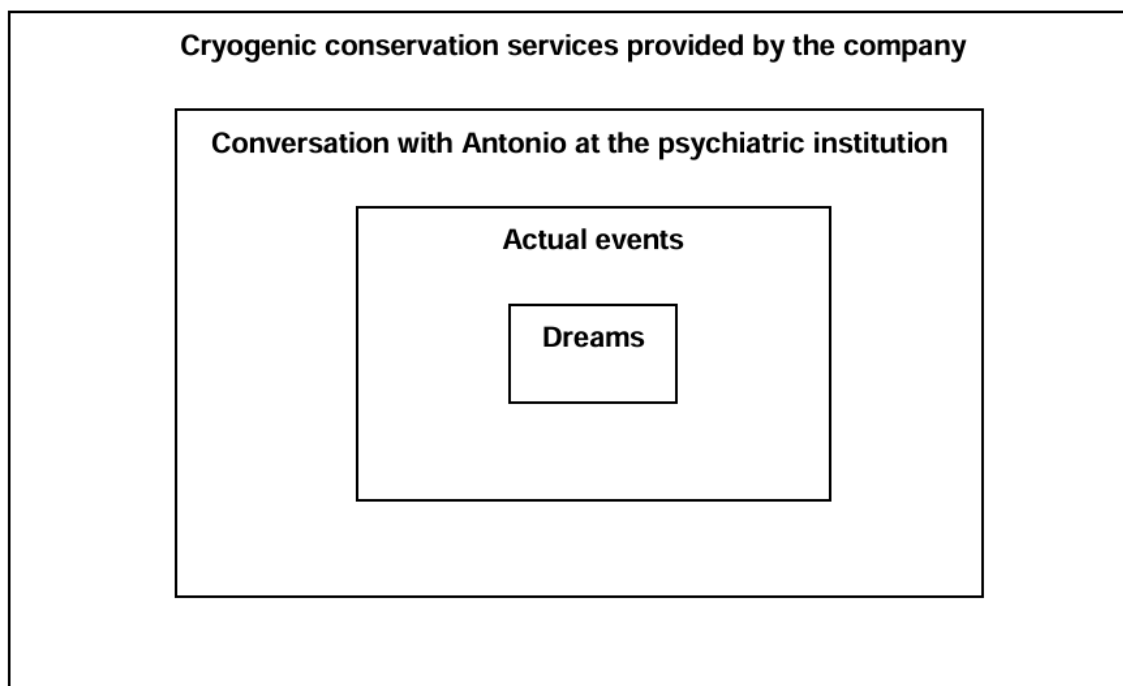 Cryogenic conservation services provided by the company
Conversation with Antonio at the psychiatric institution
Actual events
Dreams